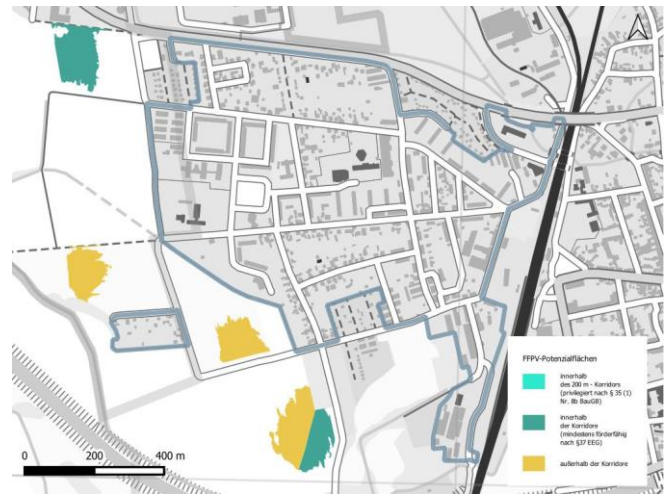 FFPV-Potenzialflächen
innerhalb
des 200 m - Korridors
(privilegiert nach § 35 (1)
Nr. 8b BauGB)
innerhalb
der Korridore
(mindestens förderfähig
nach §37 EEG)
außerhalb der Korridore
0 200 400 m